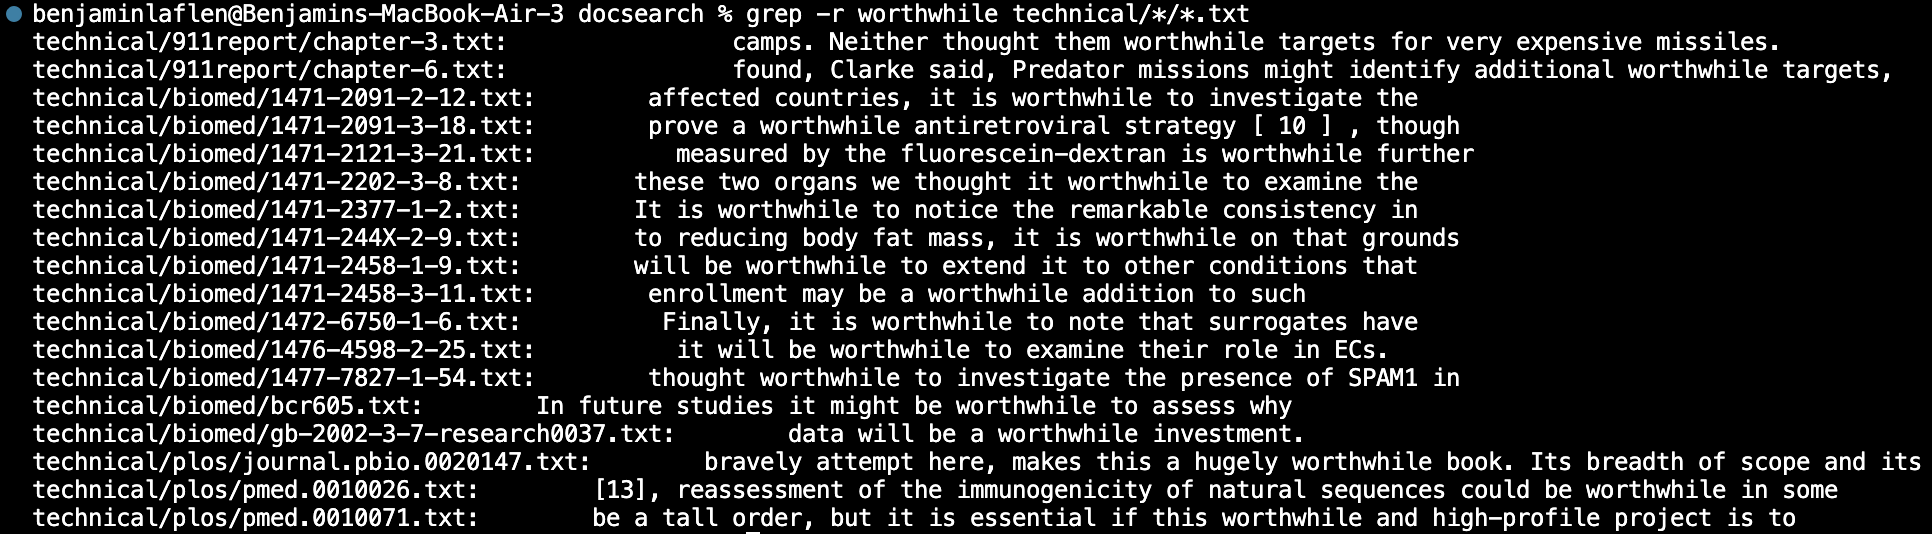 benjaminlaflen@Benjamins-MacBook-Air-3 docsearch % grep -r worthwhile technical/*/*.txt
technical/911report/chapter-3.txt:                camps. Neither thought them worthwhile targets for very expensive missiles.
technical/911report/chapter-6.txt:                found, Clarke said, Predator missions might identify additional worthwhile targets,
technical/biomed/1471-2091-2-12.txt:        affected countries, it is worthwhile to investigate the
technical/biomed/1471-2091-3-18.txt:        prove a worthwhile antiretroviral strategy [ 10 ] , though
technical/biomed/1471-2121-3-21.txt:          measured by the fluorescein-dextran is worthwhile further
technical/biomed/1471-2202-3-8.txt:        these two organs we thought it worthwhile to examine the
technical/biomed/1471-2377-1-2.txt:        It is worthwhile to notice the remarkable consistency in
technical/biomed/1471-244X-2-9.txt:        to reducing body fat mass, it is worthwhile on that grounds
technical/biomed/1471-2458-1-9.txt:        will be worthwhile to extend it to other conditions that
technical/biomed/1471-2458-3-11.txt:        enrollment may be a worthwhile addition to such
technical/biomed/1472-6750-1-6.txt:          Finally, it is worthwhile to note that surrogates have
technical/biomed/1476-4598-2-25.txt:          it will be worthwhile to examine their role in ECs.
technical/biomed/1477-7827-1-54.txt:        thought worthwhile to investigate the presence of SPAM1 in
technical/biomed/bcr605.txt:        In future studies it might be worthwhile to assess why
technical/biomed/gb-2002-3-7-research0037.txt:        data will be a worthwhile investment.
technical/plos/journal.pbio.0020147.txt:        bravely attempt here, makes this a hugely worthwhile book. Its breadth of scope and its
technical/plos/pmed.0010026.txt:        [13], reassessment of the immunogenicity of natural sequences could be worthwhile in some
technical/plos/pmed.0010071.txt:        be a tall order, but it is essential if this worthwhile and high-profile project is to